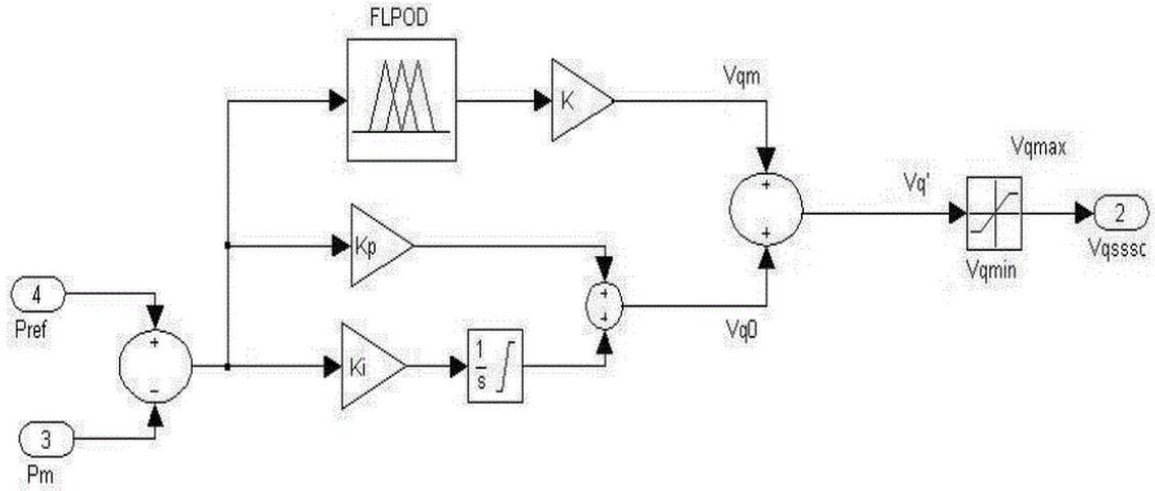 FLPOD
K
Vqm
Vqmax
Vq'
2
Vqsssc
Vqmin
+
+
Kp
4
Pref
+
+
Vq0
+
−
Ki
1
s
3
Pm